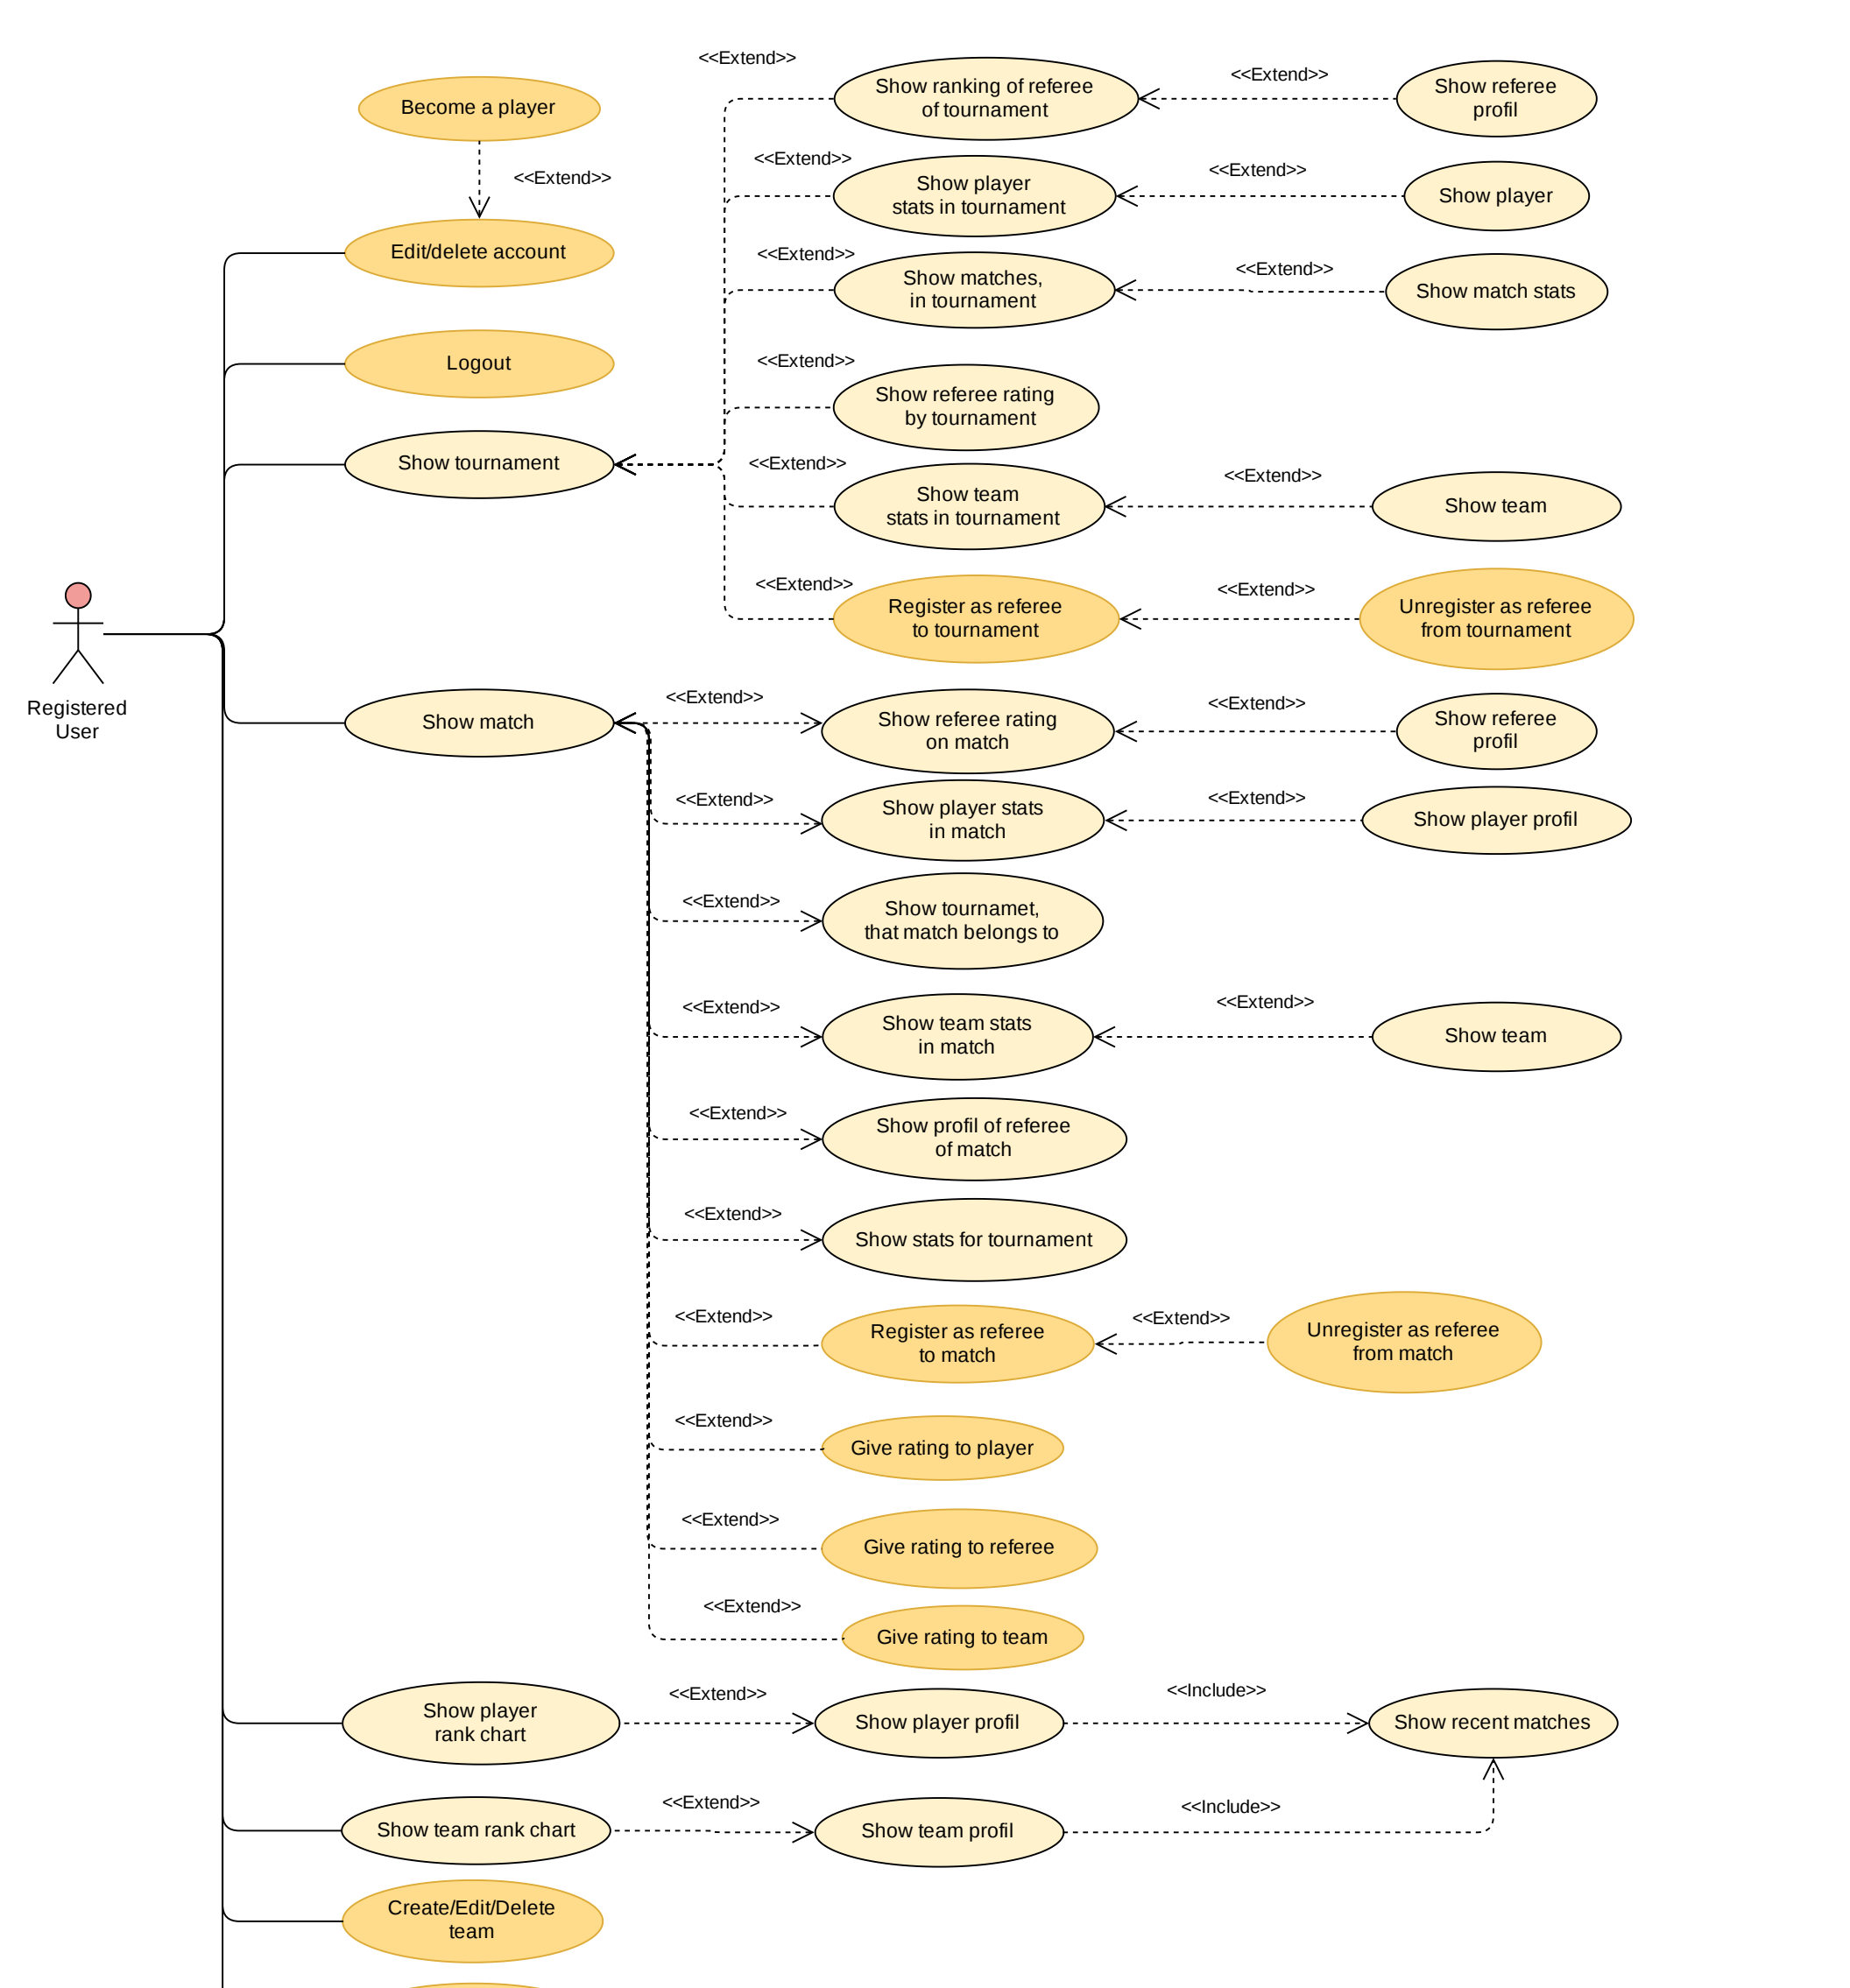 <<Extend>>
Show ranking of referee
of tournament
<<Extend>>
Show referee
profil
Become a player
<<Extend>>
<<Extend>>
Show player
stats in tournament
<<Extend>>
Show player
Edit/delete account
<<Extend>>
Show matches,
in tournament
<<Extend>>
Show match stats
Logout
<<Extend>>
Show referee rating
by tournament
Show tournament
<<Extend>>
Show team
stats in tournament
<<Extend>>
Show team
<<Extend>>
Register as referee
to tournament
<<Extend>>
Unregister as referee
from tournament
Registered
User
Show match
<<Extend>>
Show referee rating
on match
<<Extend>>
Show referee
profil
<<Extend>>
Show player stats
in match
<<Extend>>
Show player profil
<<Extend>>
Show tournamet,
that match belongs to
<<Extend>>
Show team stats
in match
<<Extend>>
Show team
<<Extend>>
Show profil of referee
of match
<<Extend>>
Show stats for tournament
<<Extend>>
Register as referee
to match
<<Extend>>
Unregister as referee
from match
<<Extend>>
Give rating to player
<<Extend>>
Give rating to referee
<<Extend>>
Give rating to team
Show player
rank chart
<<Extend>>
Show player profil
<<Include>>
Show recent matches
Show team rank chart
<<Extend>>
Show team profil
<<Include>>
Create/Edit/Delete
team